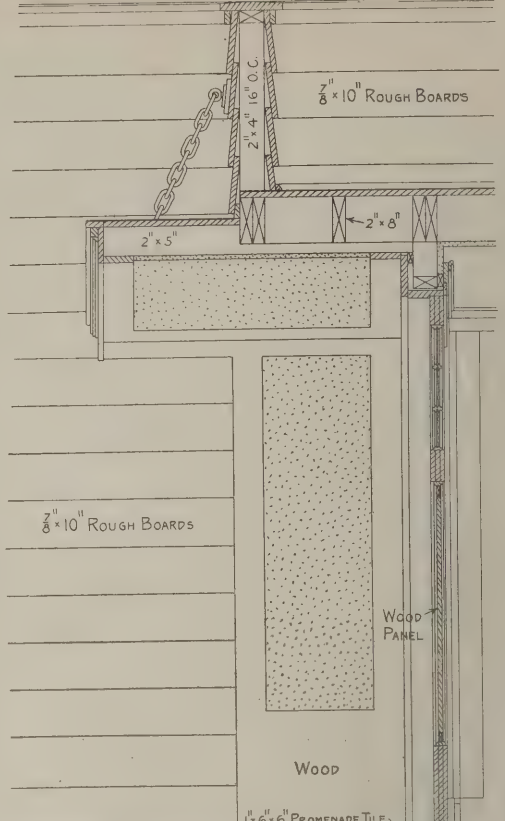 7/8" × 10" ROUGH BOARDS
2" × 4" 16" O.C.
2" × 8"
2" × 5"
7/8" × 10" ROUGH BOARDS
WOOD
PANEL
WOOD
1" × 6" × 6" PROMENADE TILE